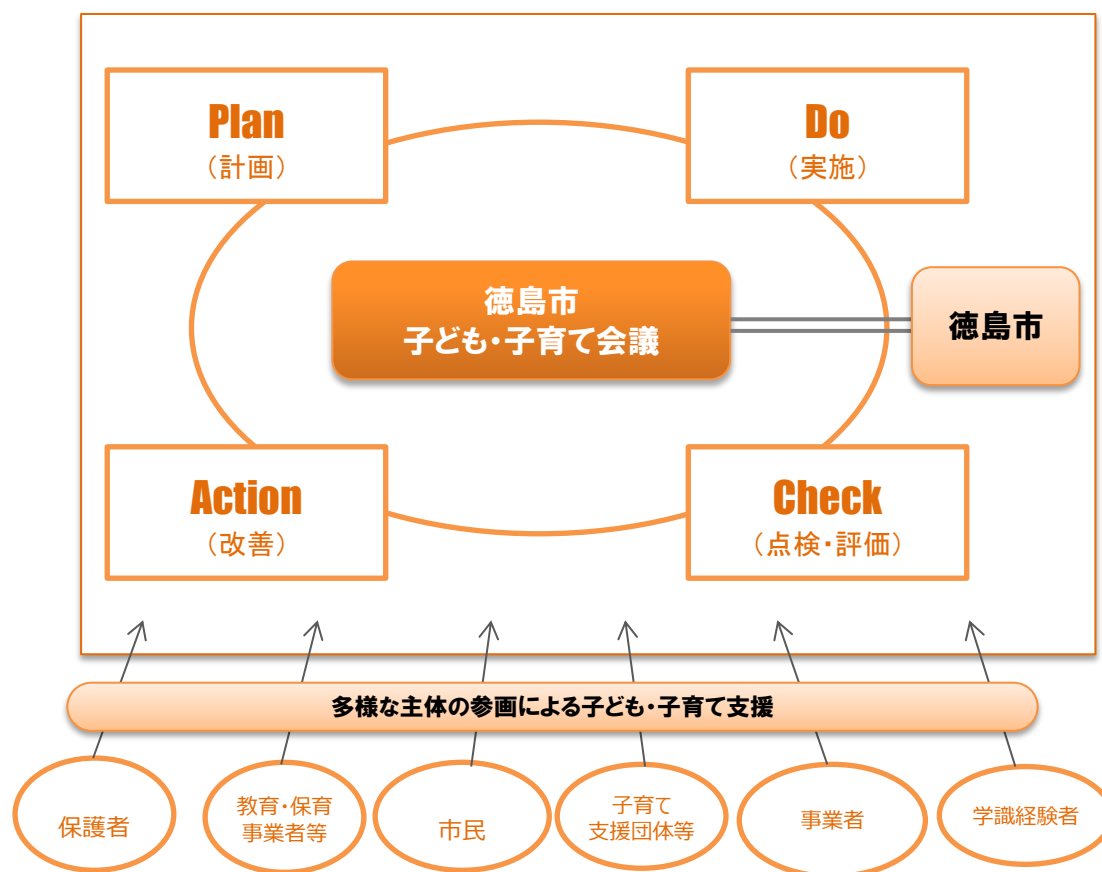 Plan
（計画）
Do
（実施）
徳島市
子ども・子育て会議
徳島市
Action
（改善）
Check
（点検・評価）
多様な主体の参画による子ども・子育て支援
保護者
教育・保育
事業者等
市民
子育て
支援団体等
事業者
学識経験者